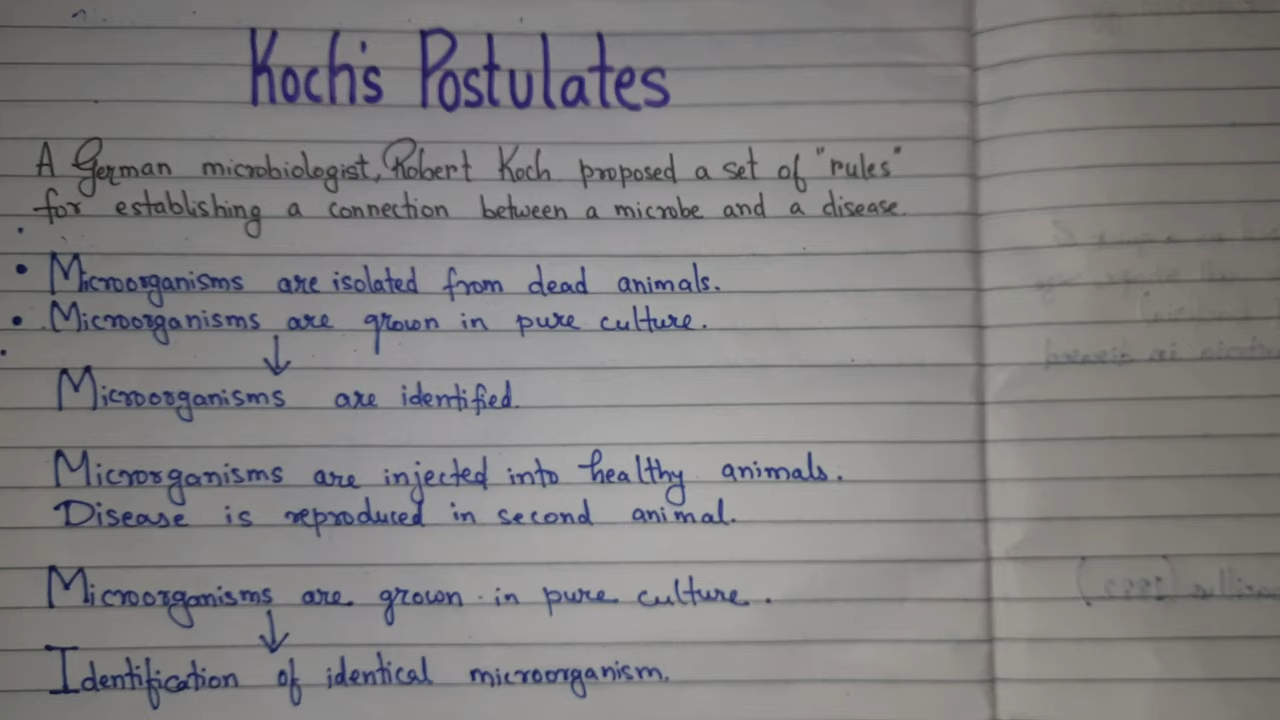 Koch's Postulates
A German microbiologist, Robert Koch proposed a set of "rules"
for establishing a connection between a microbe and a disease.
• Microorganisms are isolated from dead animals.
• Microorganisms are grown in pure culture.
↓
Microorganisms are identified.
Microrganisms are injected into healthy animals.
Disease is reproduced in second animal.
Microorganisms are grown in pure culture.
↓
Identification of identical microorganism.